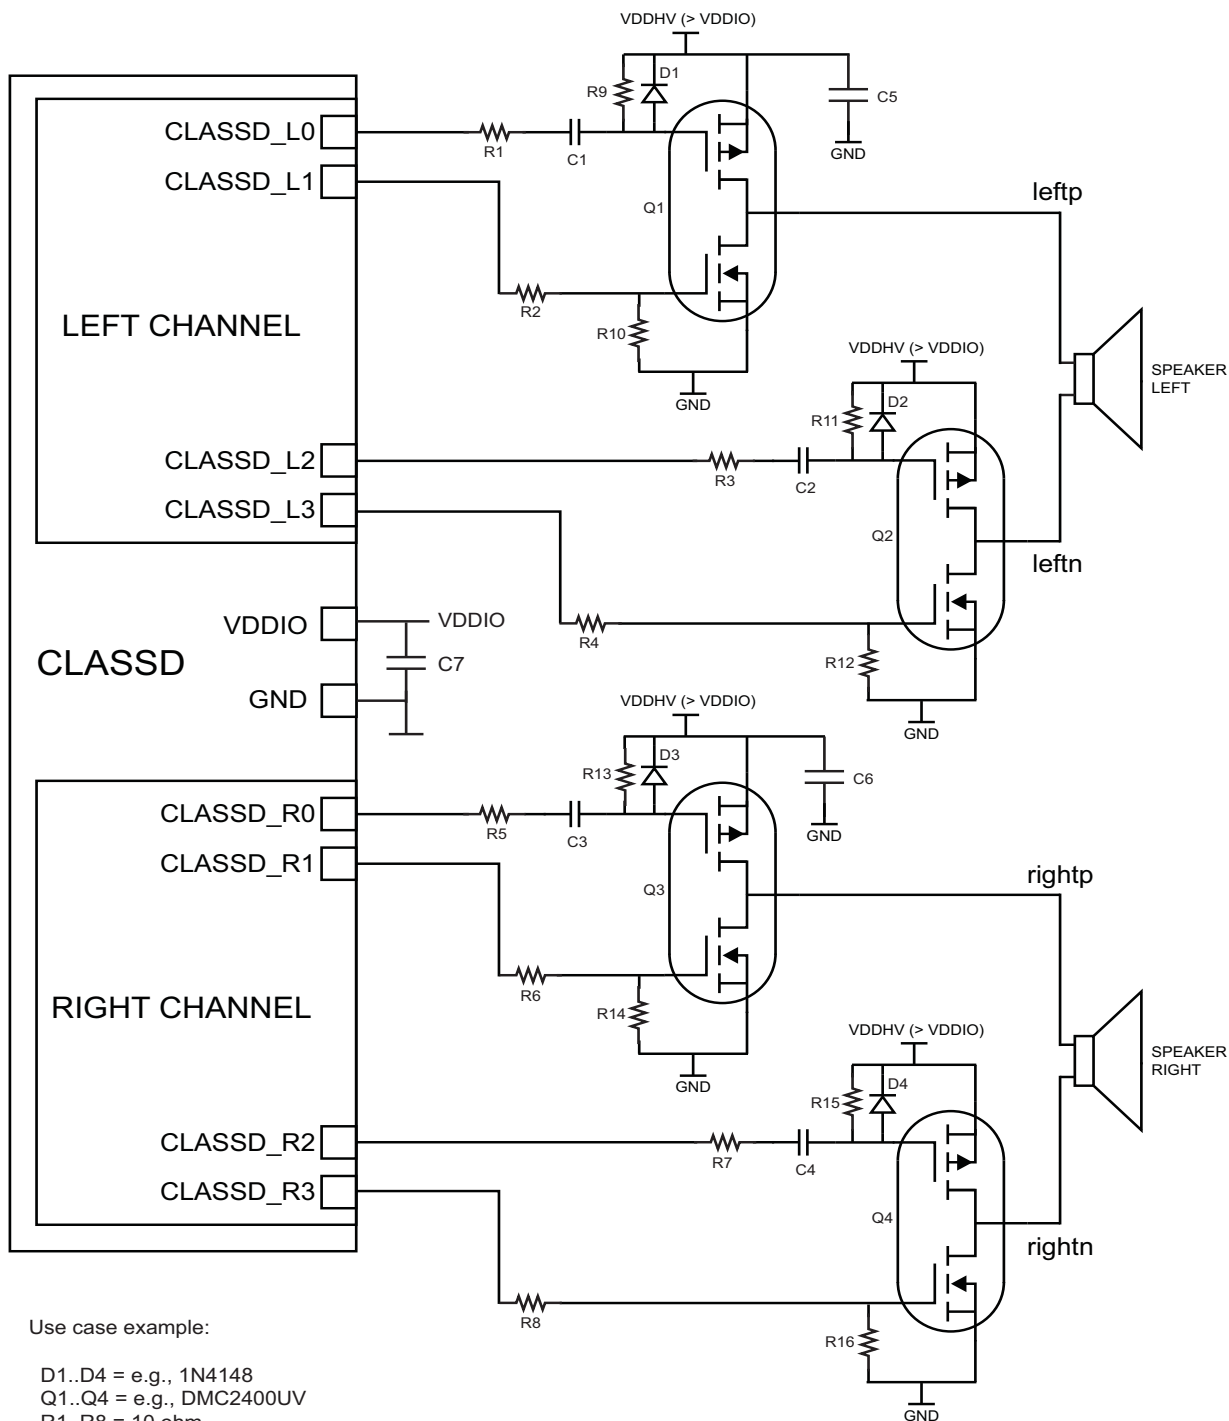 VDDHV (> VDDIO)
D1
R9
C5
CLASSD_L0
R1
C1
GND
CLASSD_L1
leftp
Q1
R2
LEFT CHANNEL
R10
VDDHV (> VDDIO)
SPEAKER
LEFT
GND
D2
R11
CLASSD_L2
R3
C2
CLASSD_L3
Q2
leftn
VDDIO
VDDIO
R4
CLASSD
C7
R12
GND
VDDHV (> VDDIO)
GND
D3
R13
C6
CLASSD_R0
R5
C3
GND
CLASSD_R1
rightp
Q3
R6
RIGHT CHANNEL
R14
VDDHV (> VDDIO)
SPEAKER
RIGHT
GND
D4
R15
CLASSD_R2
R7
C4
CLASSD_R3
Q4
rightn
R8
Use case example:
R16
D1..D4 = e.g., 1N4148
Q1..Q4 = e.g., DMC2400UV
R1..R8 = 10 ohm
GND